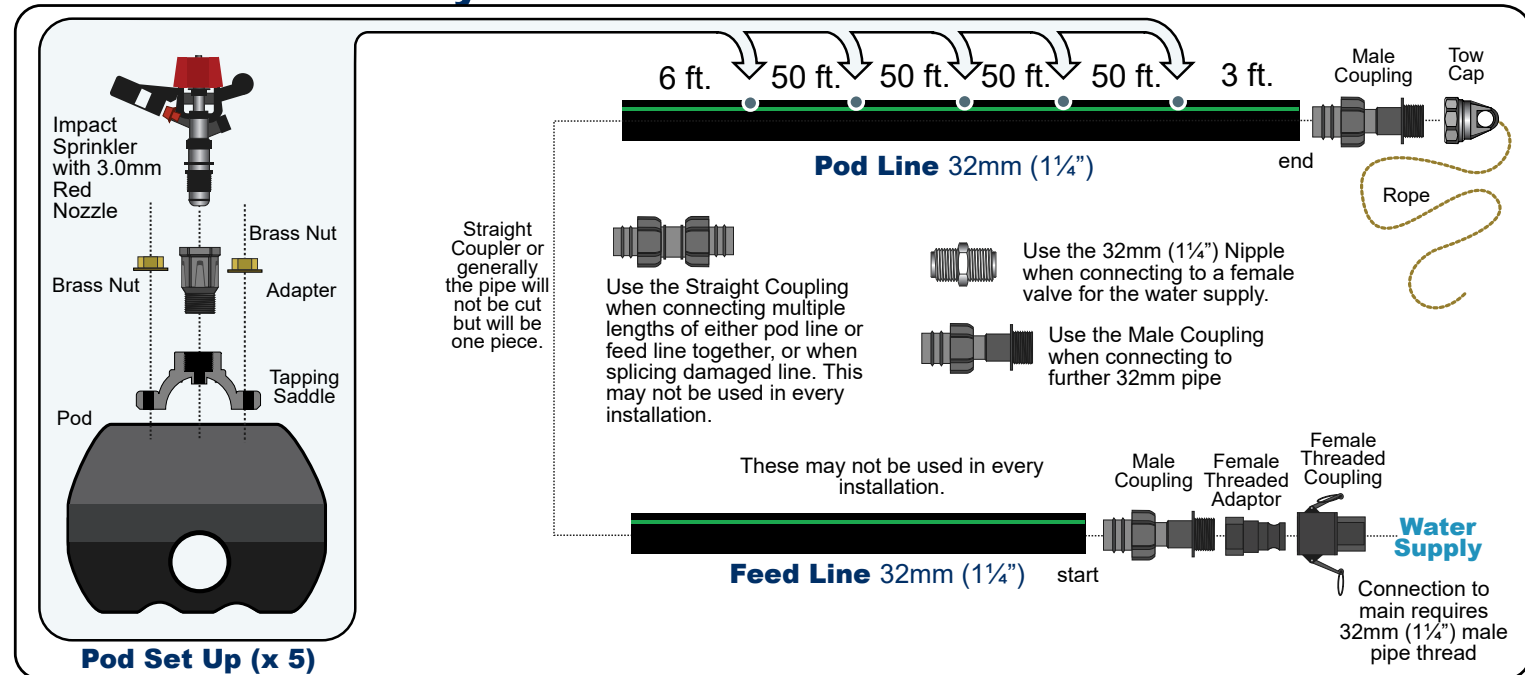 Impact
Sprinkler
with 3.0mm
Red
Nozzle
Brass Nut
Brass Nut
Adapter
Tapping
Saddle
Pod
Pod Set Up (x 5)
6 ft.
50 ft.
50 ft.
50 ft.
50 ft.
3 ft.
Male
Coupling
Tow
Cap
Pod Line 32mm (1¼”)
end
Rope
Straight
Coupler or
generally
the pipe will
not be cut
but will be
one piece.
Use the Straight Coupling
when connecting multiple
lengths of either pod line or
feed line together, or when
splicing damaged line. This
may not be used in every
installation.
Use the 32mm (1¼”) Nipple
when connecting to a female
valve for the water supply.
Use the Male Coupling
when connecting to
further 32mm pipe
These may not be used in every
installation.
Male
Coupling
Female
Threaded
Adaptor
Female
Threaded
Coupling
Feed Line 32mm (1¼”)
start
Water
Supply
Connection to
main requires
32mm (1¼”) male
pipe thread